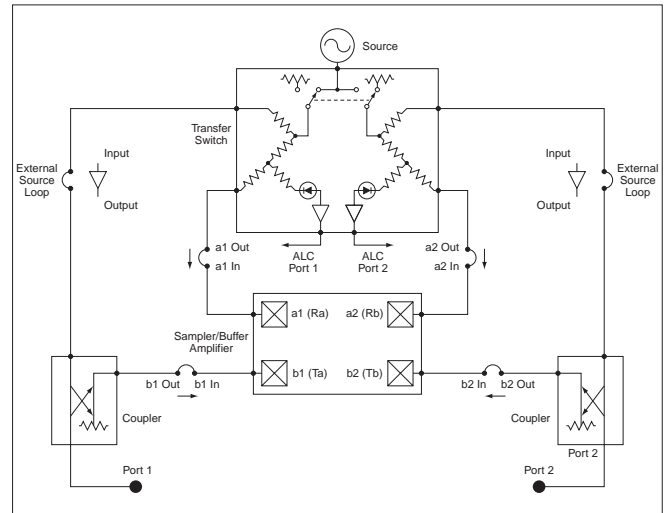 Source
Transfer
Switch
External
Source
Loop
Input
Output
Input
Output
External
Source
Loop
a1 Out
a1 In
ALC
Port 1
ALC
Port 2
a2 Out
a2 In
a1 (Ra)
a2 (Rb)
Sampler/Buffer
Amplifier
b1 (Ta)
b2 (Tb)
b1 Out
b1 In
b2 In
b2 Out
Coupler
Coupler
Port 2
Port 1
Port 2